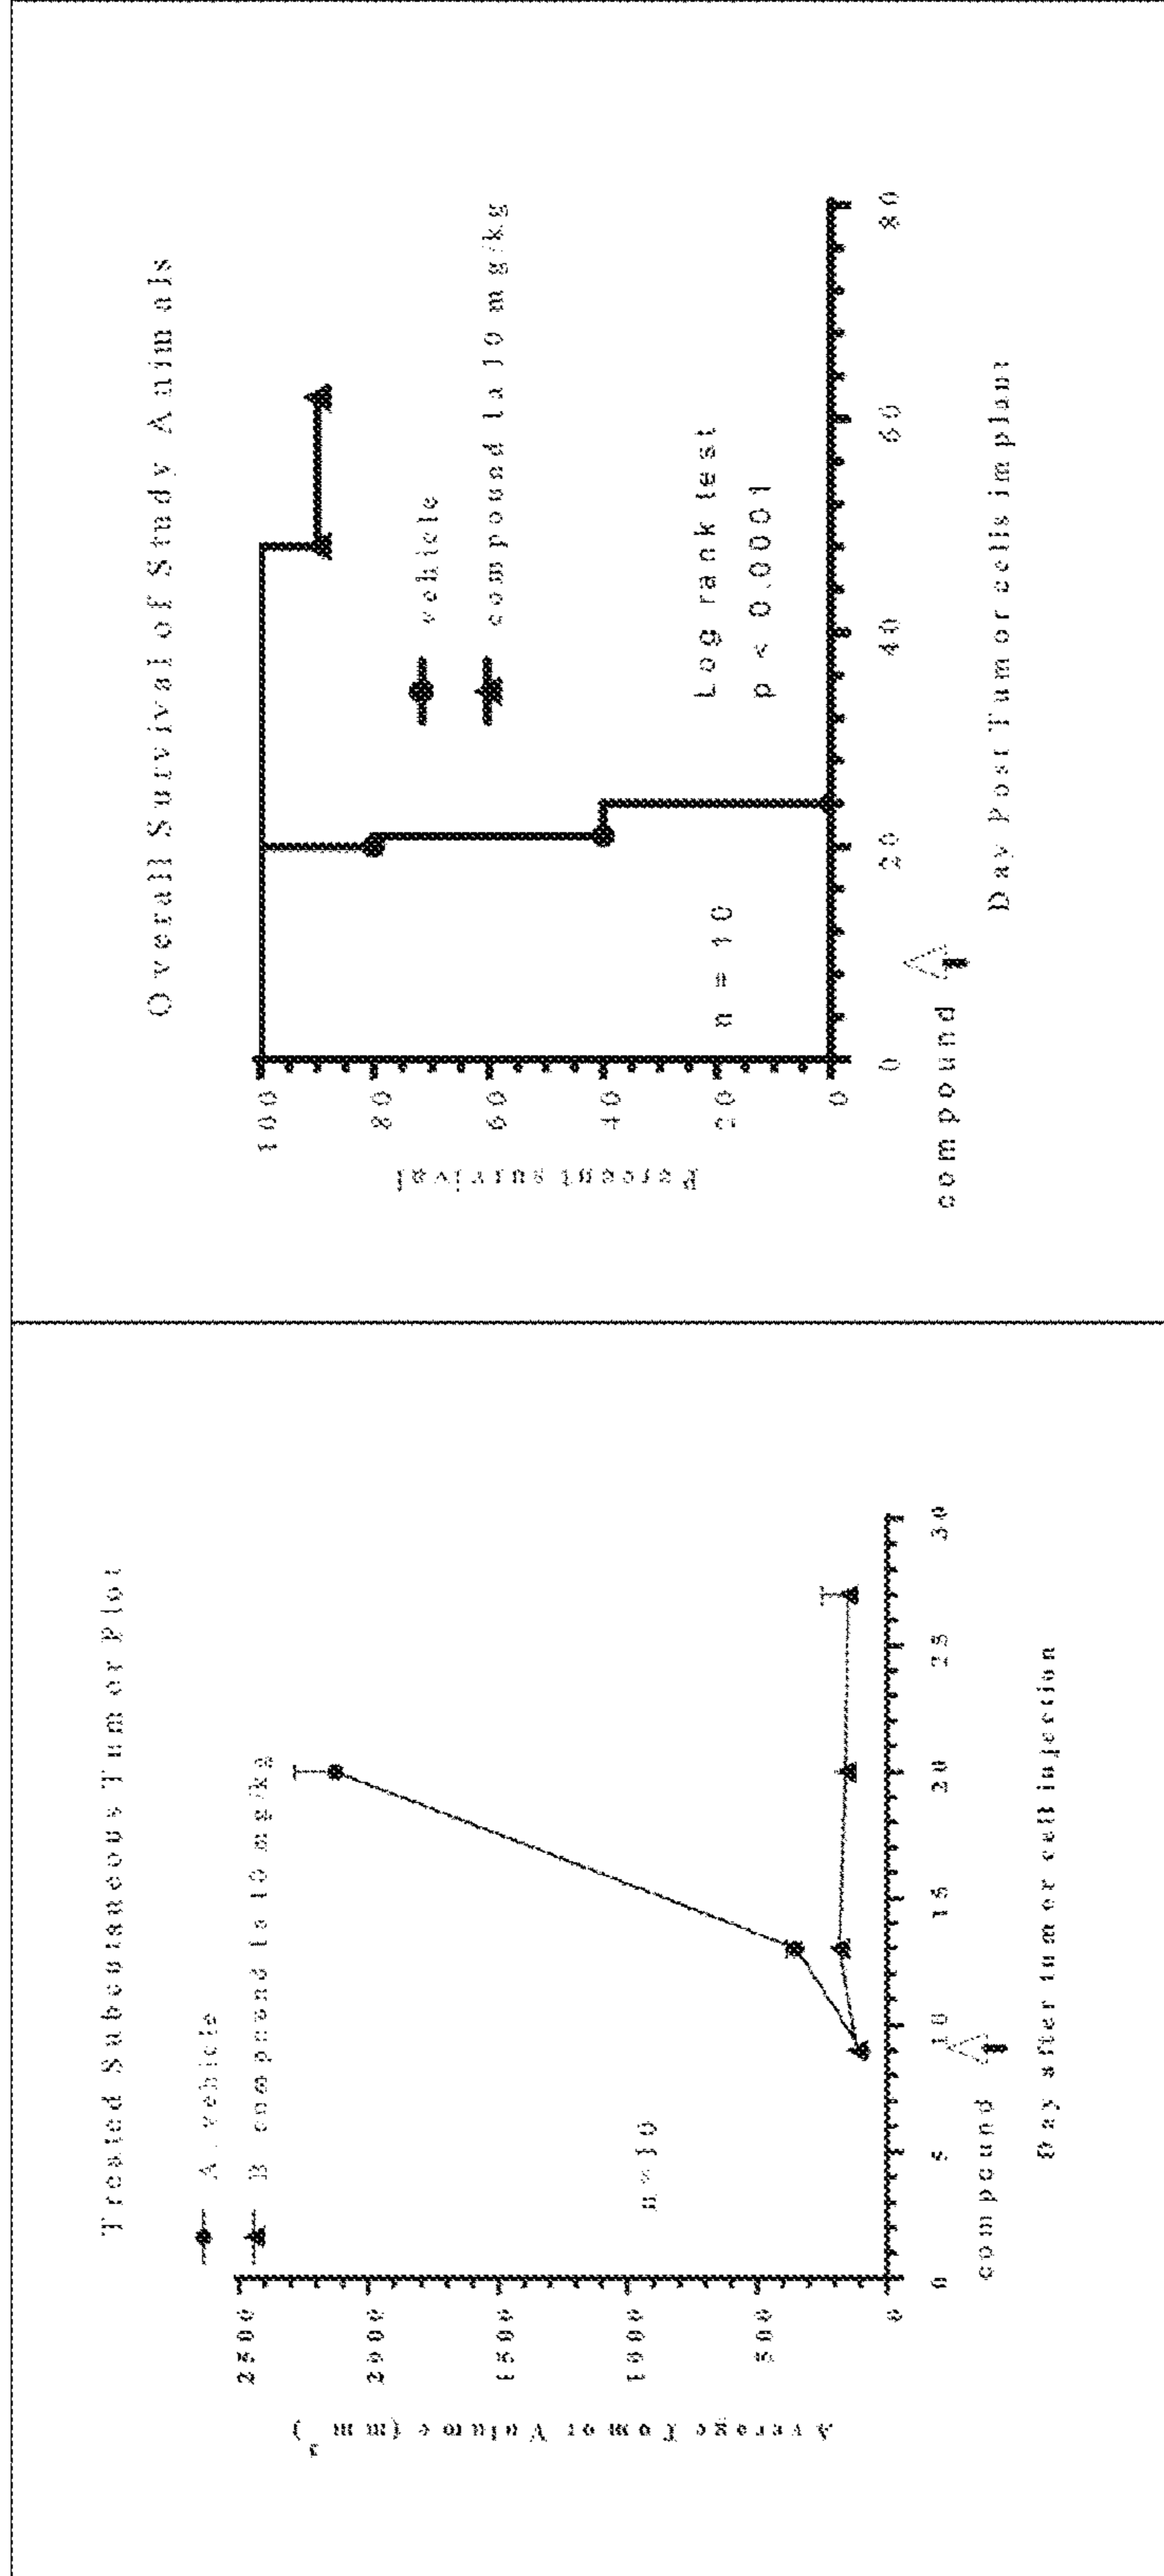 Treated Subcutaneous Tumor Plot
A. vehicle
B compound 1a 10 mg/kg
Average Tumor Volume (mm³)
2500
2000
1500
1000
500
0
n=10
0 5 10 15 20 25 30
compound
Day after tumor cell injection
Overall Survival of Study Animals
Percent survival
100
80
60
40
20
0
vehicle
compound 1a 10 mg/kg
Log rank test
p < 0.0001
n = 10
0 20 40 60 80
compound
Day Post Tumor cells implant